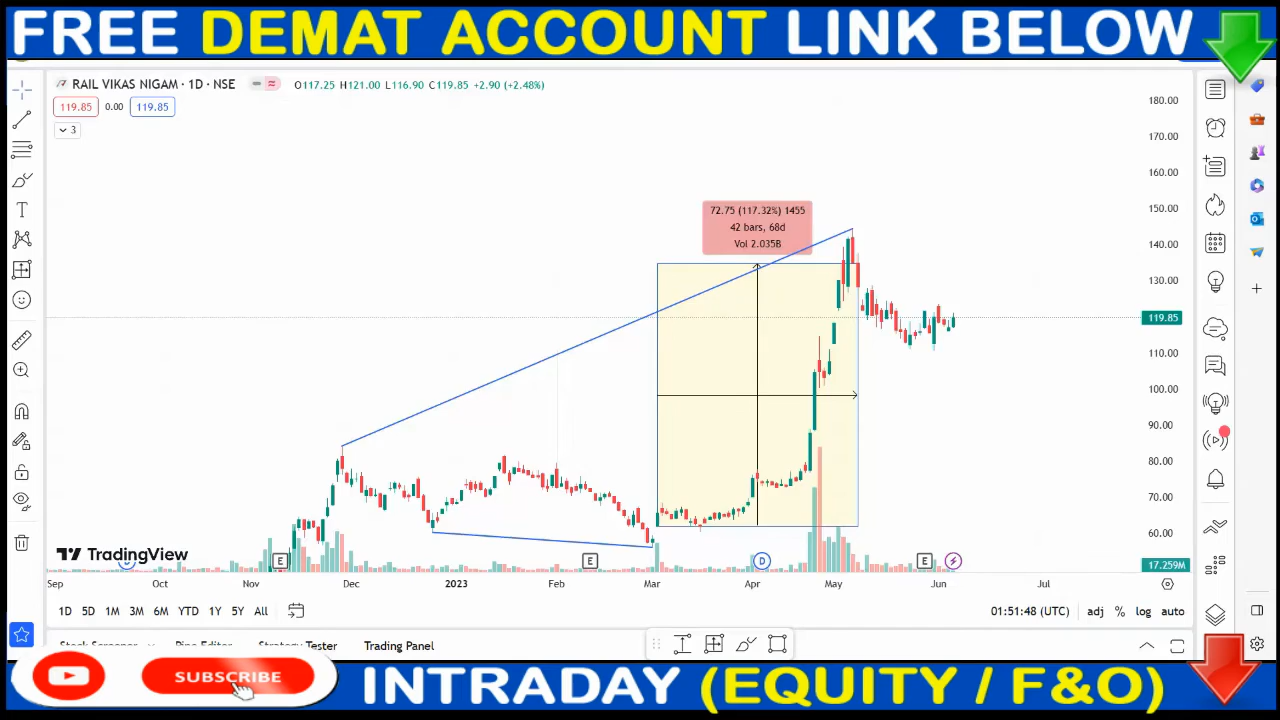 FREE DEMAT ACCOUNT LINK BELOW
RAIL VIKAS NIGAM · 1D · NSE
O117.25 H121.00 L116.90 C119.85 +2.90 (+2.48%)
119.85 0.00 119.85
3
180.00
170.00
160.00
150.00
140.00
130.00
119.85
110.00
100.00
90.00
80.00
70.00
60.00
17.259M
72.75 (117.32%) 1455
42 bars, 68d
Vol 2.035B
TradingView
E E D E
Sep Oct Nov Dec 2023 Feb Mar Apr May Jun Jul
1D 5D 1M 3M 6M YTD 1Y 5Y All
01:51:48 (UTC) adj % log auto
Stock Screener Pine Editor Strategy Tester Trading Panel
SUBSCRIBE
INTRADAY (EQUITY / F&O)